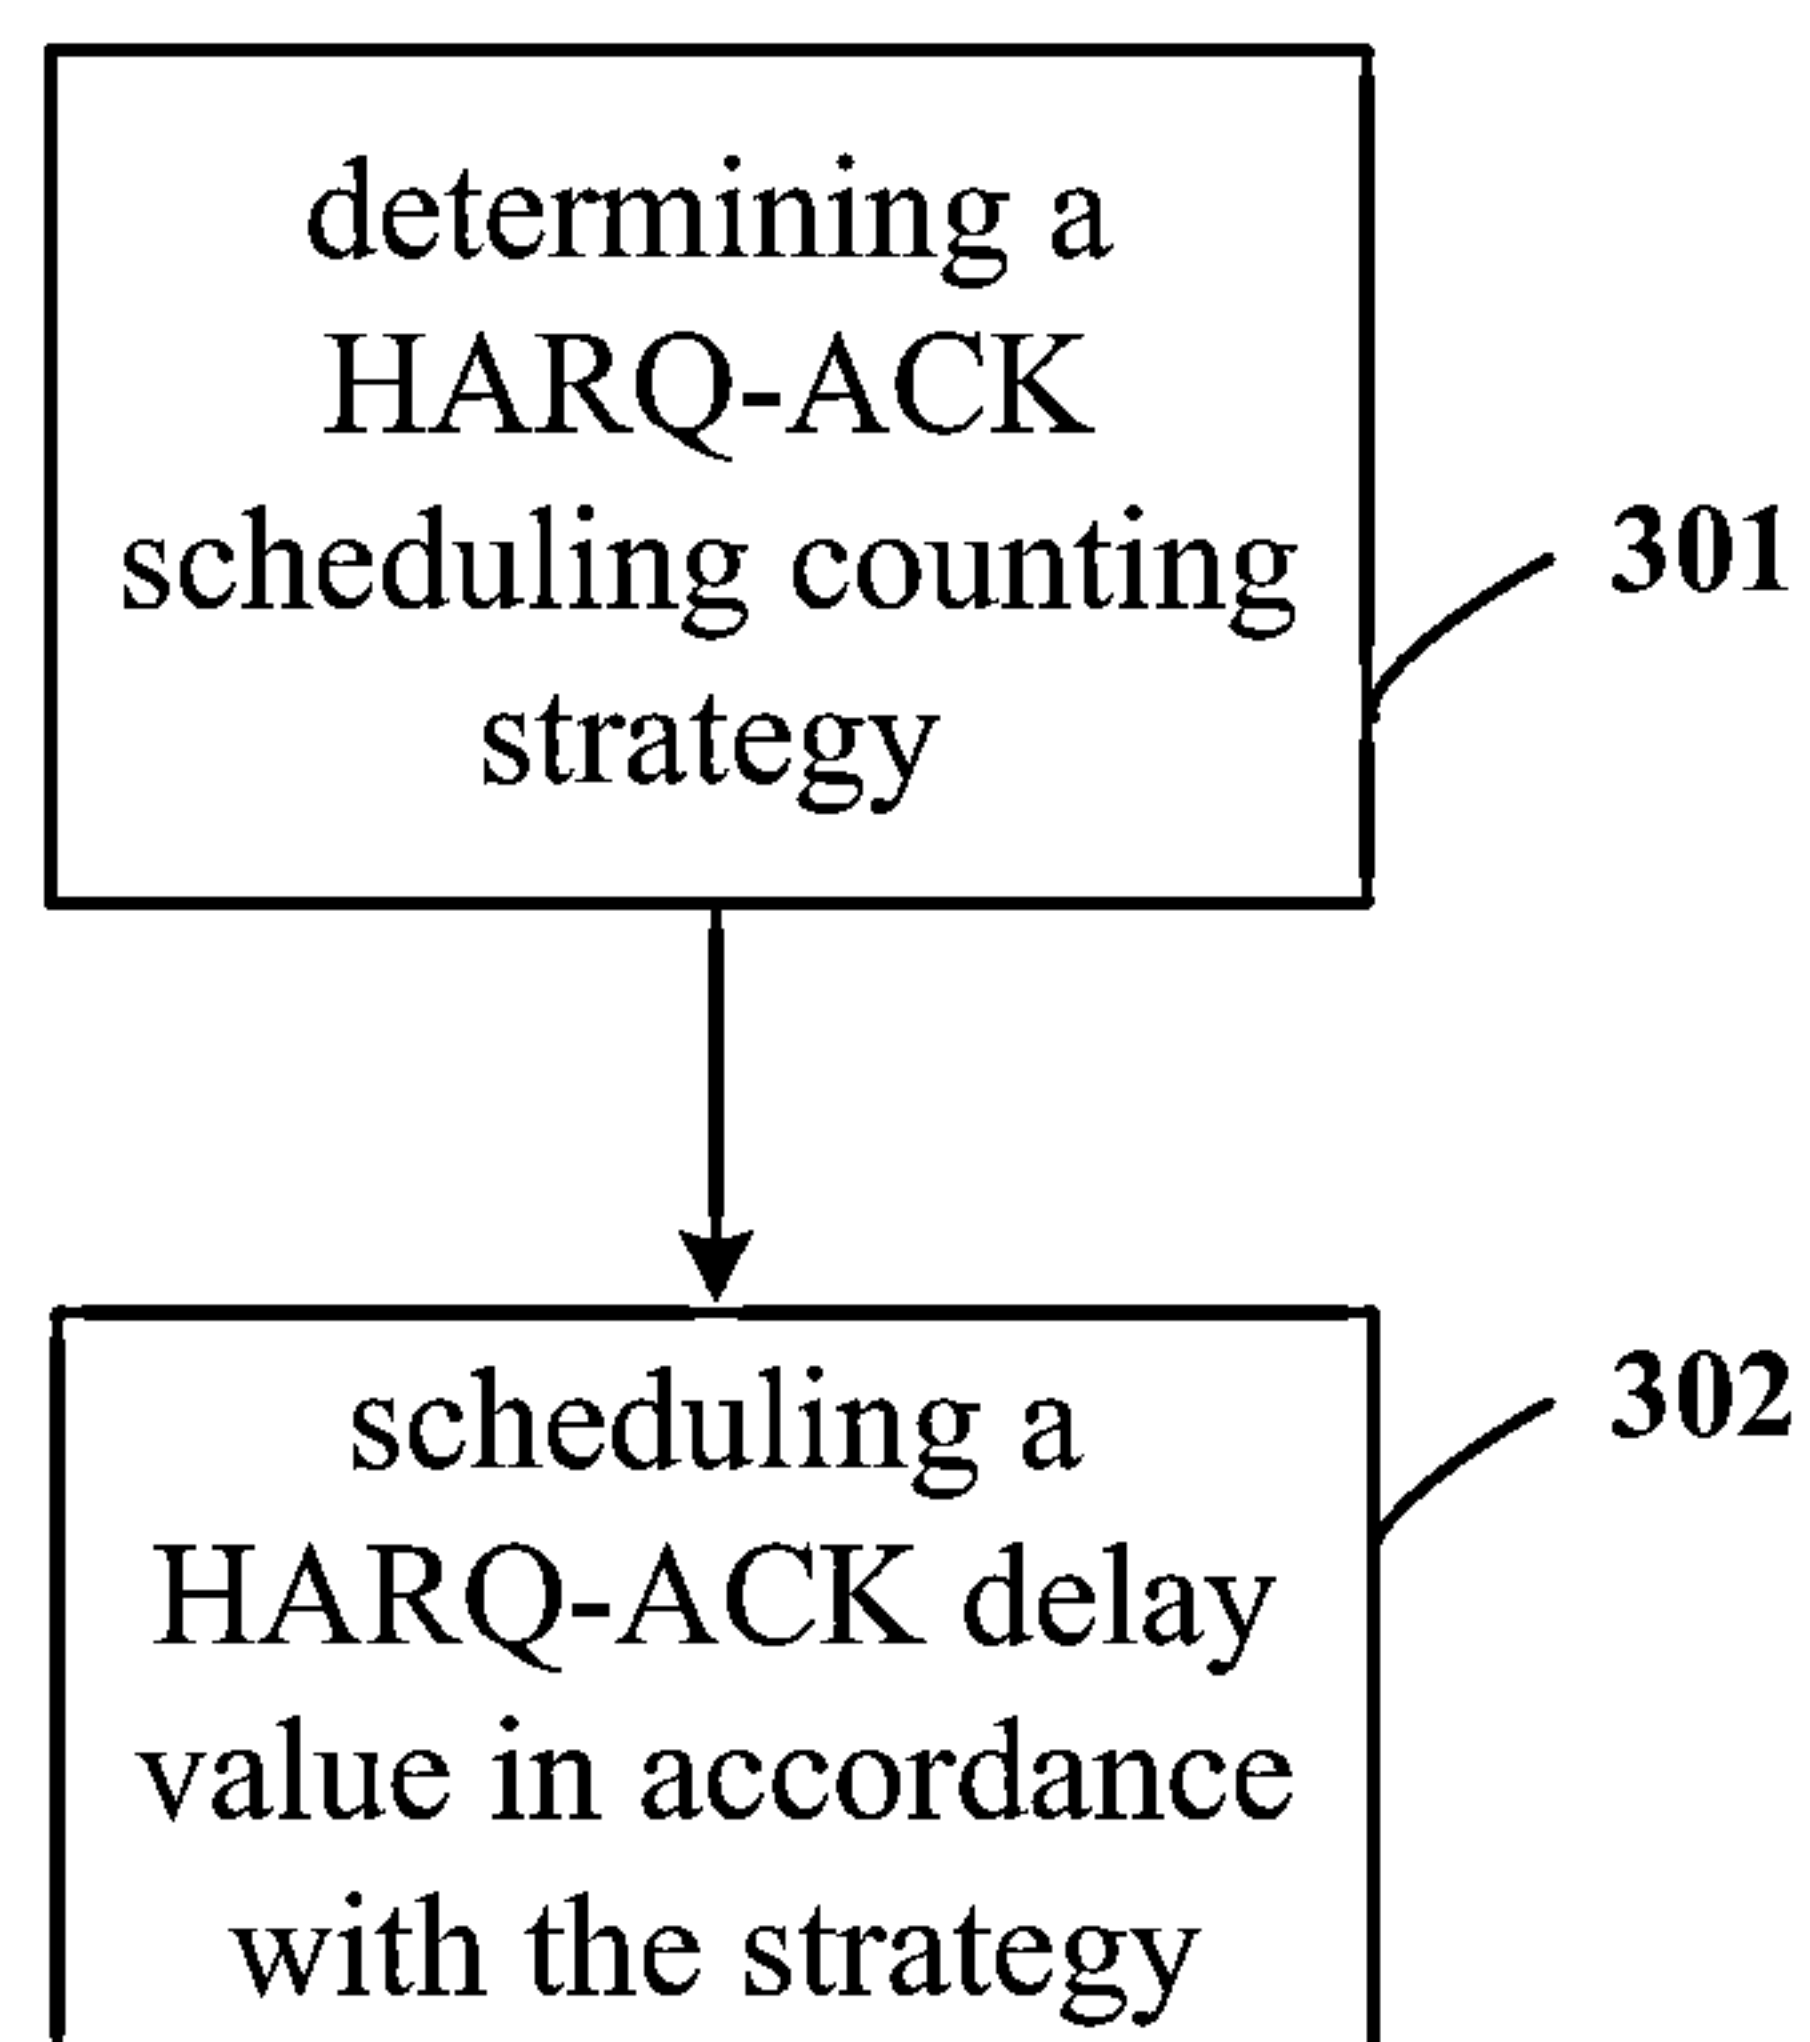 determining a
HARQ-ACK
scheduling counting
strategy
301
scheduling a
HARQ-ACK delay
value in accordance
with the strategy
302